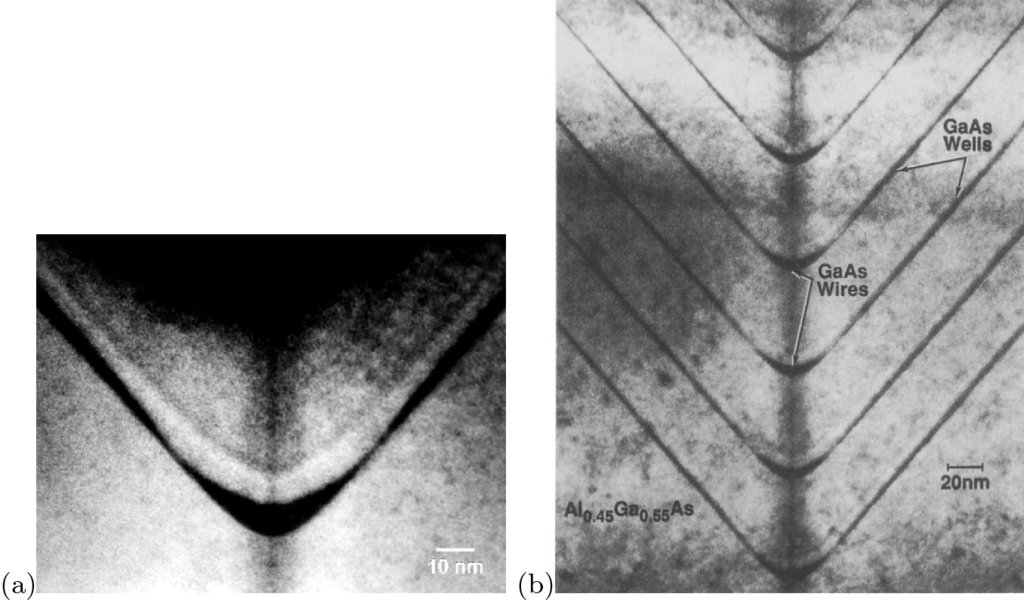 GaAs
Wells
GaAs
Wires
20nm
Al0.45Ga0.55As
10 nm
(a)
(b)